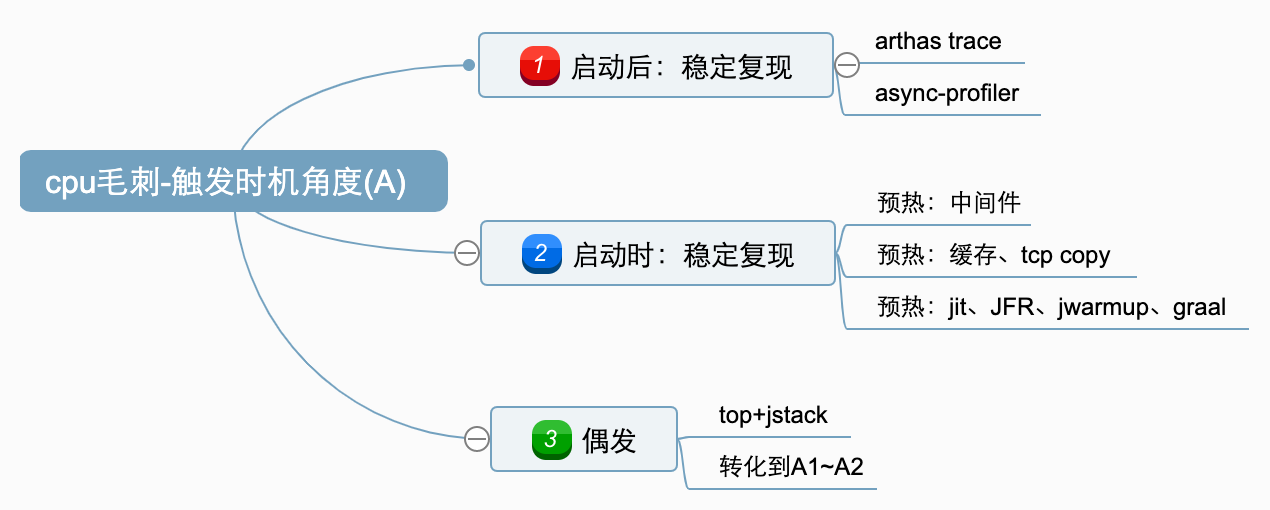 cpu毛刺-触发时机角度(A)
1 启动后：稳定复现
arthas trace
async-profiler
2 启动时：稳定复现
预热：中间件
预热：缓存、tcp copy
预热：jit、JFR、jwarmup、graal
3 偶发
top+jstack
转化到A1~A2